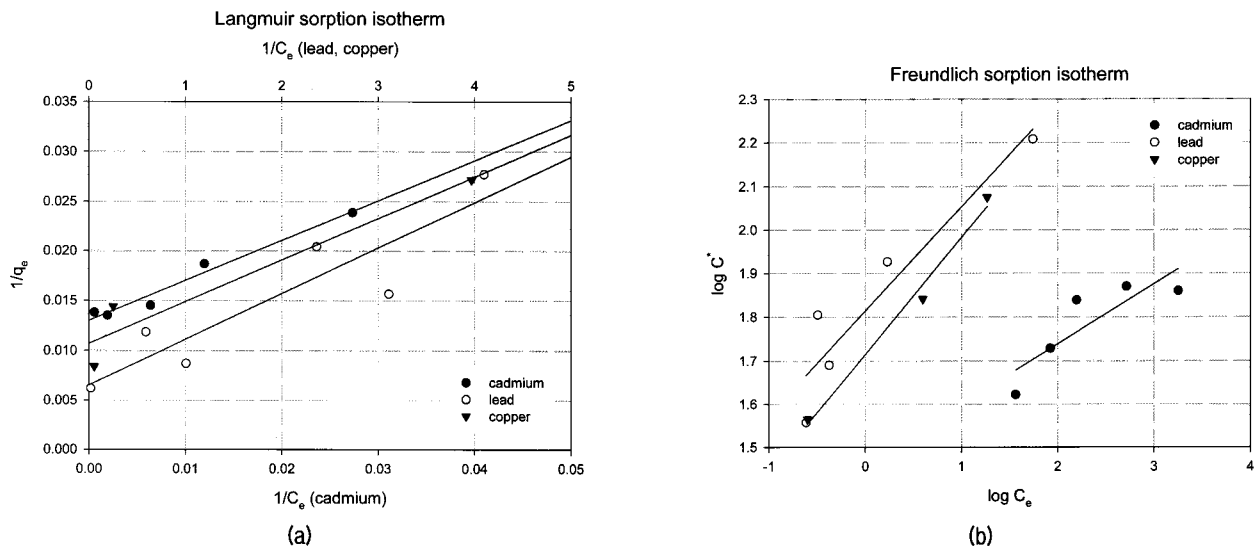 Langmuir sorption isotherm
1/Ce (lead, copper)
0 1 2 3 4 5
0.035
0.030
0.025
0.020
0.015
0.010
0.005
0.000
1/qe
cadmium
lead
copper
0.00 0.01 0.02 0.03 0.04 0.05
1/Ce (cadmium)
(a)
Freundlich sorption isotherm
2.3
2.2
2.1
2.0
1.9
1.8
1.7
1.6
1.5
log C*
cadmium
lead
copper
-1 0 1 2 3 4
log Ce
(b)